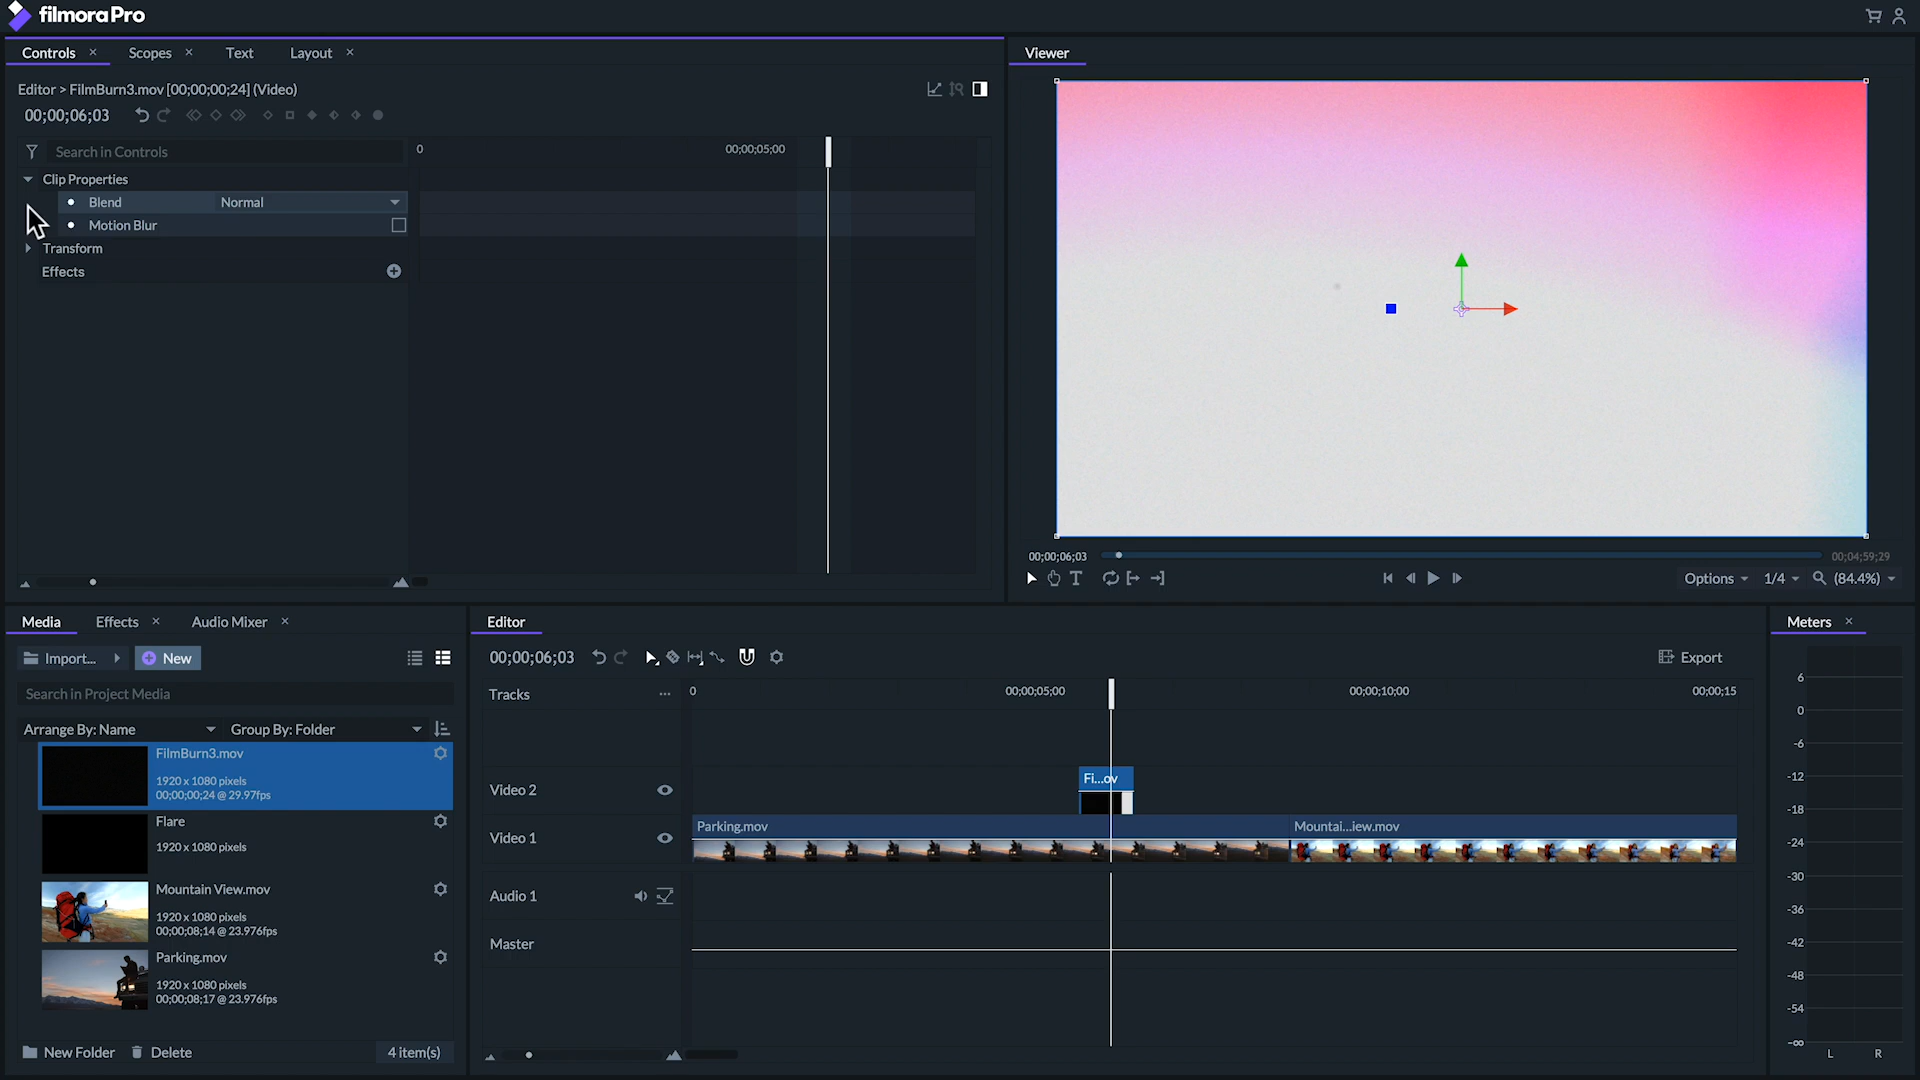 filmoraPro
Controls × Scopes × Text Layout ×
Editor > FilmBurn3.mov [00;00;00;24] (Video)
00;00;06;03
Search in Controls
0 00;00;05;00
Clip Properties
Blend Normal
Motion Blur
Transform
Effects
Viewer
00;00;06;03 00;04;59;29
Options 1/4 (84.4%)
Media Effects × Audio Mixer ×
Import... New
Search in Project Media
Arrange By: Name Group By: Folder
FilmBurn3.mov
1920 x 1080 pixels
00;00;00;24 @ 29.97fps
Flare
1920 x 1080 pixels
Mountain View.mov
1920 x 1080 pixels
00;00;08;14 @ 23.976fps
Parking.mov
1920 x 1080 pixels
00;00;08;17 @ 23.976fps
New Folder Delete 4 item(s)
Editor
00;00;06;03 Export
Tracks ... 0 00;00;05;00 00;00;10;00 00;00;15
Video 2 Fi...ov
Video 1 Parking.mov Mountai...iew.mov
Audio 1
Master
Meters ×
6
0
-6
-12
-18
-24
-30
-36
-42
-48
-54
-∞
L R